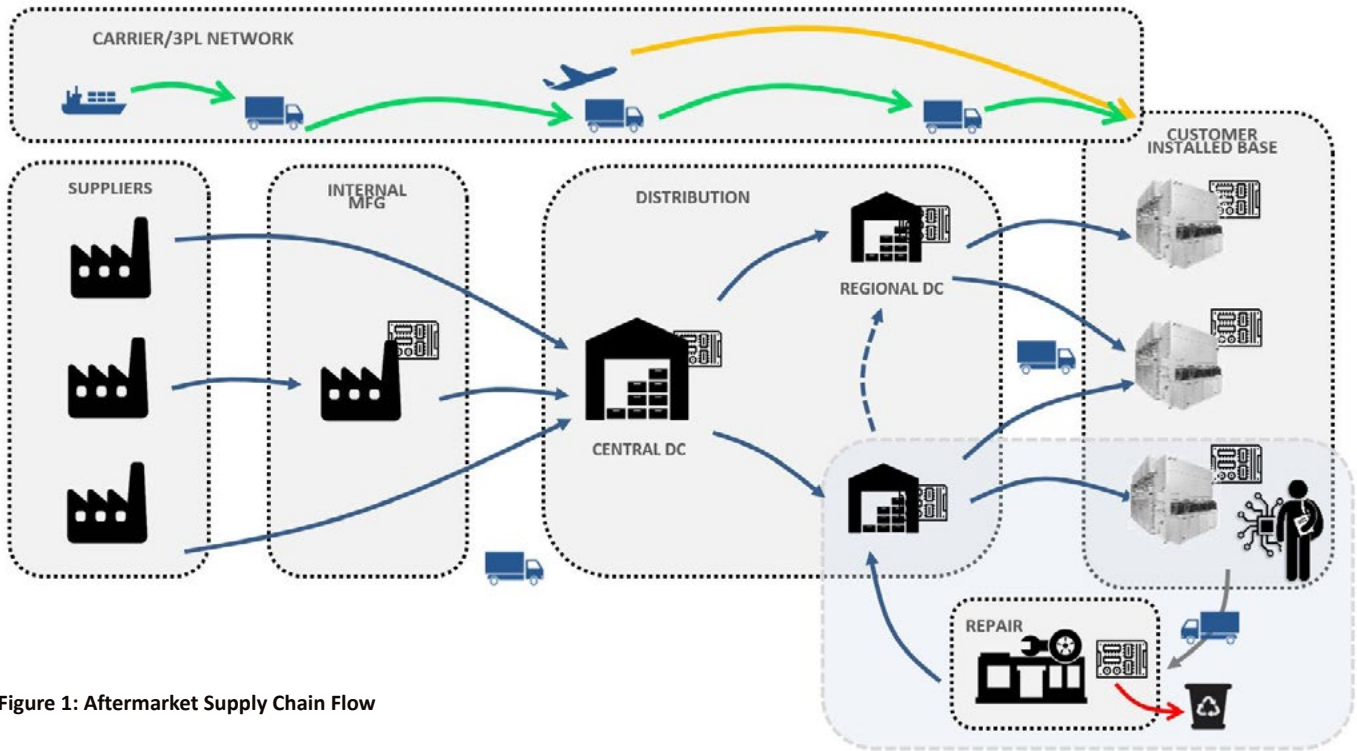 CARRIER/3PL NETWORK
CUSTOMER
INSTALLED BASE
SUPPLIERS
INTERNAL
MFG
DISTRIBUTION
REGIONAL DC
CENTRAL DC
REPAIR
Figure 1: Aftermarket Supply Chain Flow